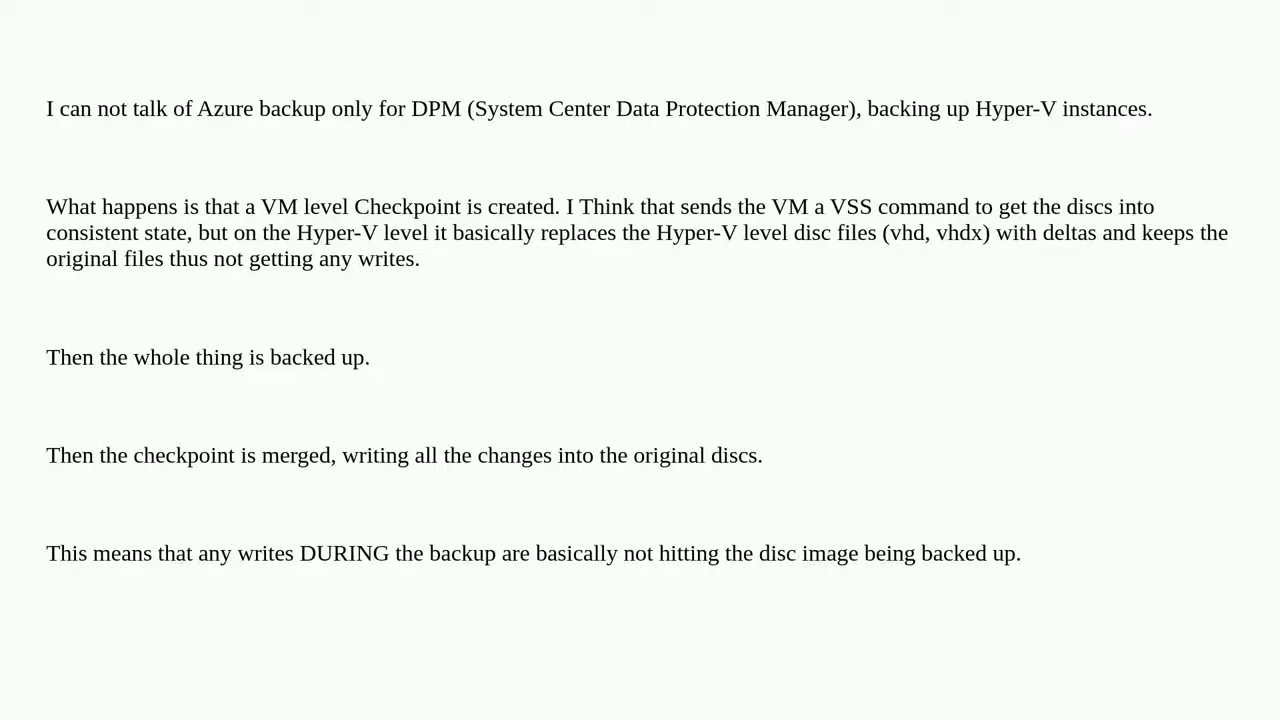 I can not talk of Azure backup only for DPM (System Center Data Protection Manager), backing up Hyper-V instances.
What happens is that a VM level Checkpoint is created. I Think that sends the VM a VSS command to get the discs into
consistent state, but on the Hyper-V level it basically replaces the Hyper-V level disc files (vhd, vhdx) with deltas and keeps the
original files thus not getting any writes.
Then the whole thing is backed up.
Then the checkpoint is merged, writing all the changes into the original discs.
This means that any writes DURING the backup are basically not hitting the disc image being backed up.